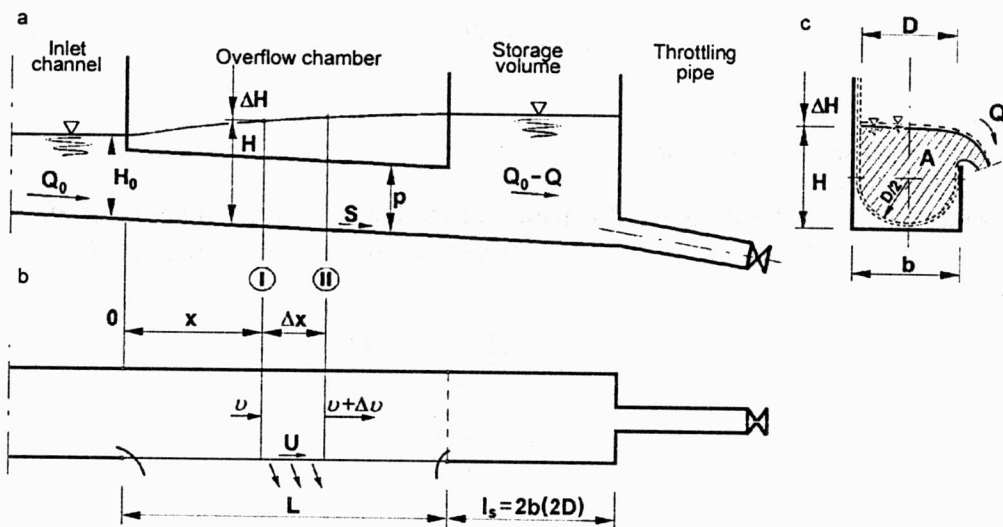 a
Inlet
channel
Overflow chamber
Storage
volume
Throttling
pipe
c
D
ΔH
H
H₀
Q₀
p
S
Q₀-Q
ΔH
H
A
D/2
Q
b
b
I
II
0
x
Δx
υ
υ+Δυ
U
L
lₛ=2b(2D)